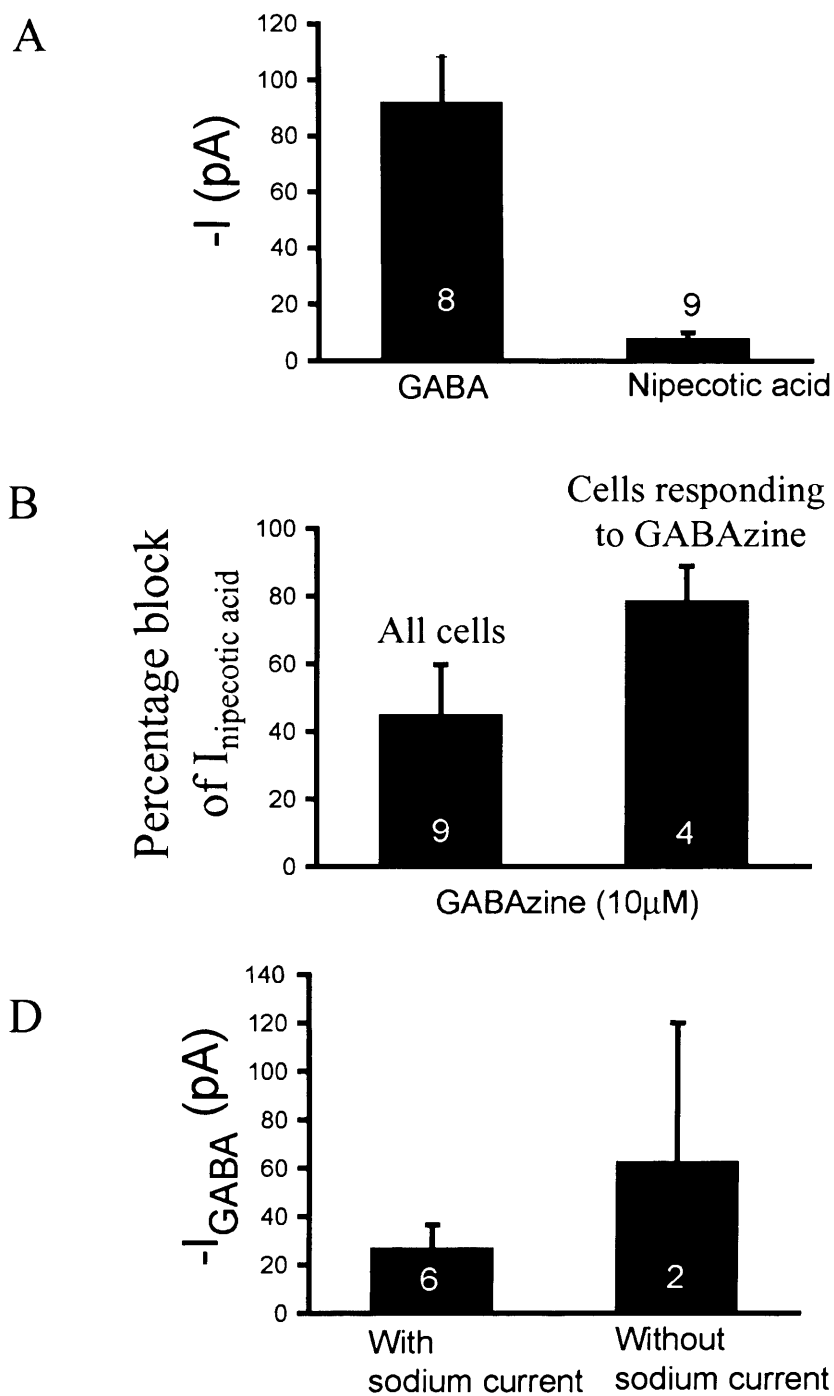 A
-I (pA)
120
100
80
60
40
20
0
8
9
GABA
Nipecotic acid
B
Percentage block
of I nipecotic acid
100
80
60
40
20
0
All cells
Cells responding
to GABAzine
9
4
GABAzine (10μM)
D
-I GABA (pA)
140
120
100
80
60
40
20
0
6
2
With
sodium current
Without
sodium current